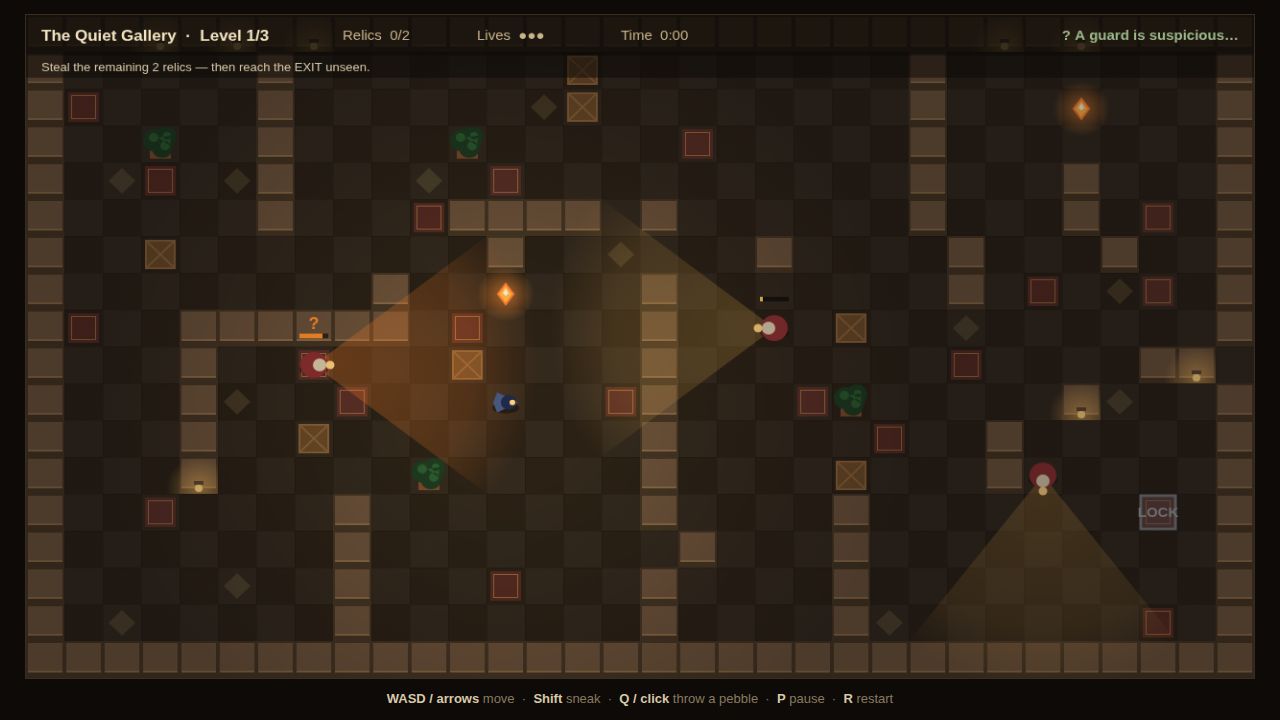 The Quiet Gallery · Level 1/3 Relics 0/2 Lives ●●● Time 0:00 ? A guard is suspicious…
Steal the remaining 2 relics — then reach the EXIT unseen.
?
LOCK
WASD / arrows move · Shift sneak · Q / click throw a pebble · P pause · R restart